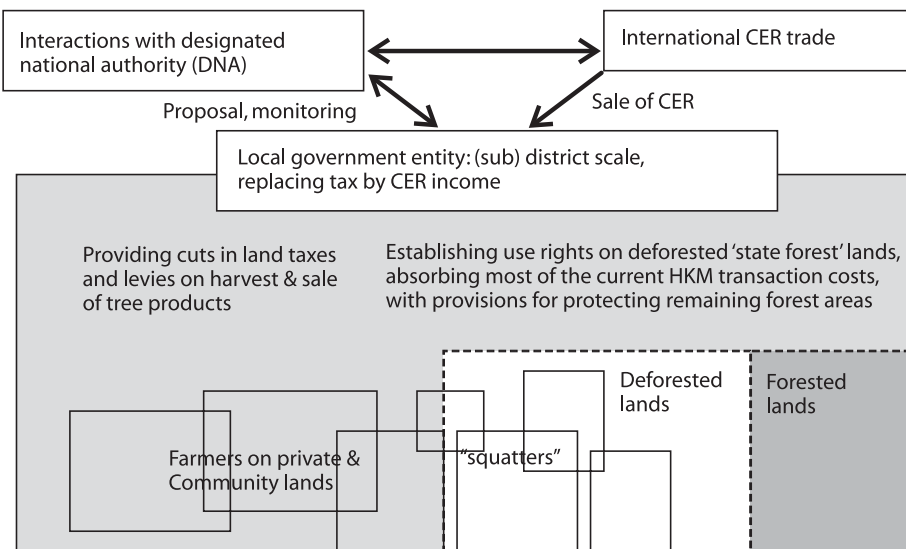 Interactions with designated
national authority (DNA)
International CER trade
Proposal, monitoring
Sale of CER
Local government entity: (sub) district scale,
replacing tax by CER income
Providing cuts in land taxes
and levies on harvest & sale
of tree products
Establishing use rights on deforested ‘state forest’ lands,
absorbing most of the current HKM transaction costs,
with provisions for protecting remaining forest areas
Deforested
lands
Forested
lands
Farmers on private &
Community lands
"squatters"